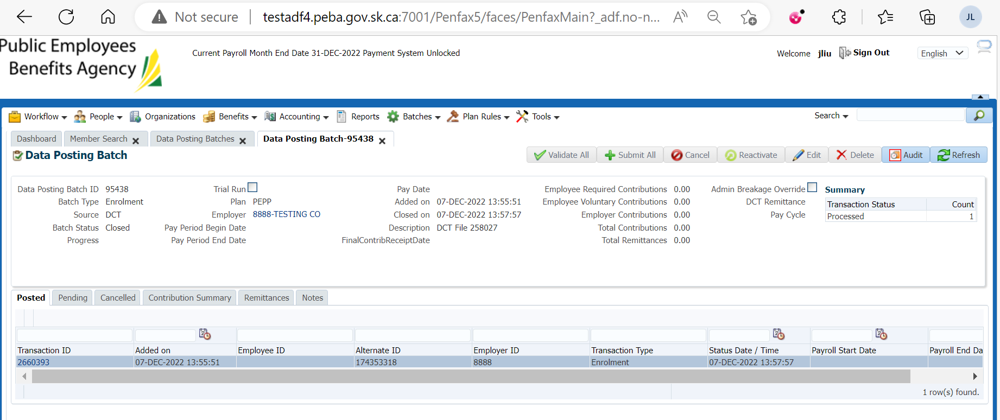 Not secure testadf4.peba.gov.sk.ca:7001/Penfax5/faces/PenfaxMain?_adf.no-n... A JL
Public Employees
Benefits Agency
Current Payroll Month End Date 31-DEC-2022 Payment System Unlocked
Welcome jliu Sign Out English
Workflow People Organizations Benefits Accounting Reports Batches Plan Rules Tools Search
Dashboard Member Search Data Posting Batches Data Posting Batch-95438
Data Posting Batch Validate All Submit All Cancel Reactivate Edit Delete Audit Refresh
Data Posting Batch ID 95438 Trial Run Pay Date Employee Required Contributions 0.00 Admin Breakage Override Summary
Batch Type Enrolment Plan PEPP Added on 07-DEC-2022 13:55:51 Employee Voluntary Contributions 0.00 DCT Remittance Transaction Status Count
Source DCT Employer 8888-TESTING CO Closed on 07-DEC-2022 13:57:57 Employer Contributions 0.00 Pay Cycle Processed 1
Batch Status Closed Pay Period Begin Date Description DCT File 258027 Total Contributions 0.00
Progress Pay Period End Date FinalContribReceiptDate Total Remittances 0.00
Posted Pending Cancelled Contribution Summary Remittances Notes
Transaction ID Added on Employee ID Alternate ID Employer ID Transaction Type Status Date / Time Payroll Start Date Payroll End Da
2660393 07-DEC-2022 13:55:51 174353318 8888 Enrolment 07-DEC-2022 13:57:57
1 row(s) found.